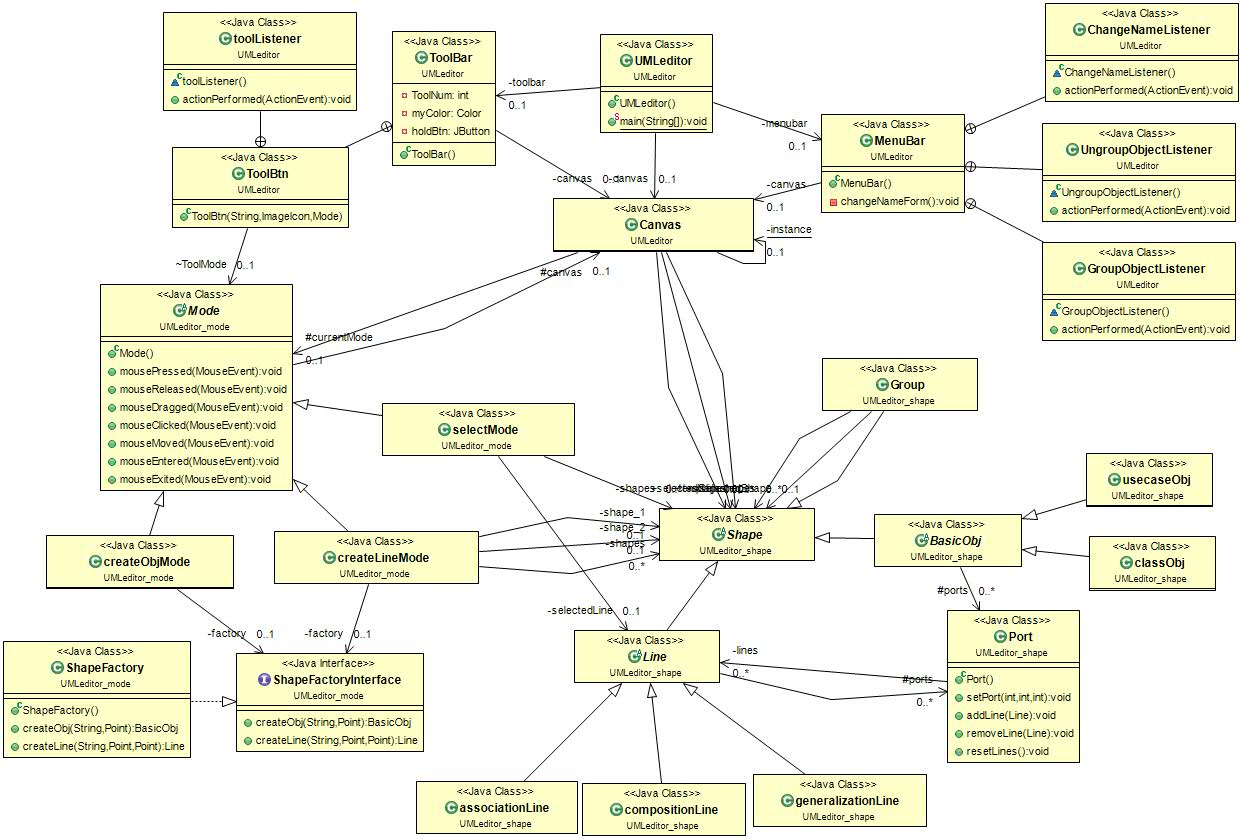 <<Java Class>>
toolListener
UMLeditor
toolListener()
actionPerformed(ActionEvent):void
<<Java Class>>
ToolBar
UMLeditor
ToolNum: int
myColor: Color
holdBtn: JButton
ToolBar()
<<Java Class>>
UMLeditor
UMLeditor
UMLeditor()
main(String[]):void
<<Java Class>>
ChangeNameListener
UMLeditor
ChangeNameListener()
actionPerformed(ActionEvent):void
-toolbar
0..1
-menubar
0..1
<<Java Class>>
MenuBar
UMLeditor
MenuBar()
changeNameForm():void
<<Java Class>>
UngroupObjectListener
UMLeditor
UngroupObjectListener()
actionPerformed(ActionEvent):void
<<Java Class>>
ToolBtn
UMLeditor
ToolBtn(String,ImageIcon,Mode)
-canvas
-canvas
0..1
-canvas
0..1
<<Java Class>>
Canvas
UMLeditor
-instance
0..1
<<Java Class>>
GroupObjectListener
UMLeditor
GroupObjectListener()
actionPerformed(ActionEvent):void
~ToolMode
0..1
#canvas
0..1
#currentMode
0..1
<<Java Class>>
Mode
UMLeditor_mode
Mode()
mousePressed(MouseEvent):void
mouseReleased(MouseEvent):void
mouseDragged(MouseEvent):void
mouseClicked(MouseEvent):void
mouseMoved(MouseEvent):void
mouseEntered(MouseEvent):void
mouseExited(MouseEvent):void
<<Java Class>>
Group
UMLeditor_shape
<<Java Class>>
selectMode
UMLeditor_mode
<<Java Class>>
usecaseObj
UMLeditor_shape
-shapes
0..1
-shape_1
0..1
-shape_2
0..1
-shapes
0..*
<<Java Class>>
Shape
UMLeditor_shape
<<Java Class>>
BasicObj
UMLeditor_shape
<<Java Class>>
classObj
UMLeditor_shape
<<Java Class>>
createObjMode
UMLeditor_mode
<<Java Class>>
createLineMode
UMLeditor_mode
#ports
0..*
-selectedLine
0..1
-factory
0..1
-factory
0..1
<<Java Class>>
ShapeFactory
UMLeditor_mode
ShapeFactory()
createObj(String,Point):BasicObj
createLine(String,Point,Point):Line
<<Java Interface>>
ShapeFactoryInterface
UMLeditor_mode
createObj(String,Point):BasicObj
createLine(String,Point,Point):Line
<<Java Class>>
Line
UMLeditor_shape
-lines
0..*
#ports
0..*
<<Java Class>>
Port
UMLeditor_shape
Port()
setPort(int,int,int):void
addLine(Line):void
removeLine(Line):void
resetLines():void
<<Java Class>>
associationLine
UMLeditor_shape
<<Java Class>>
compositionLine
UMLeditor_shape
<<Java Class>>
generalizationLine
UMLeditor_shape